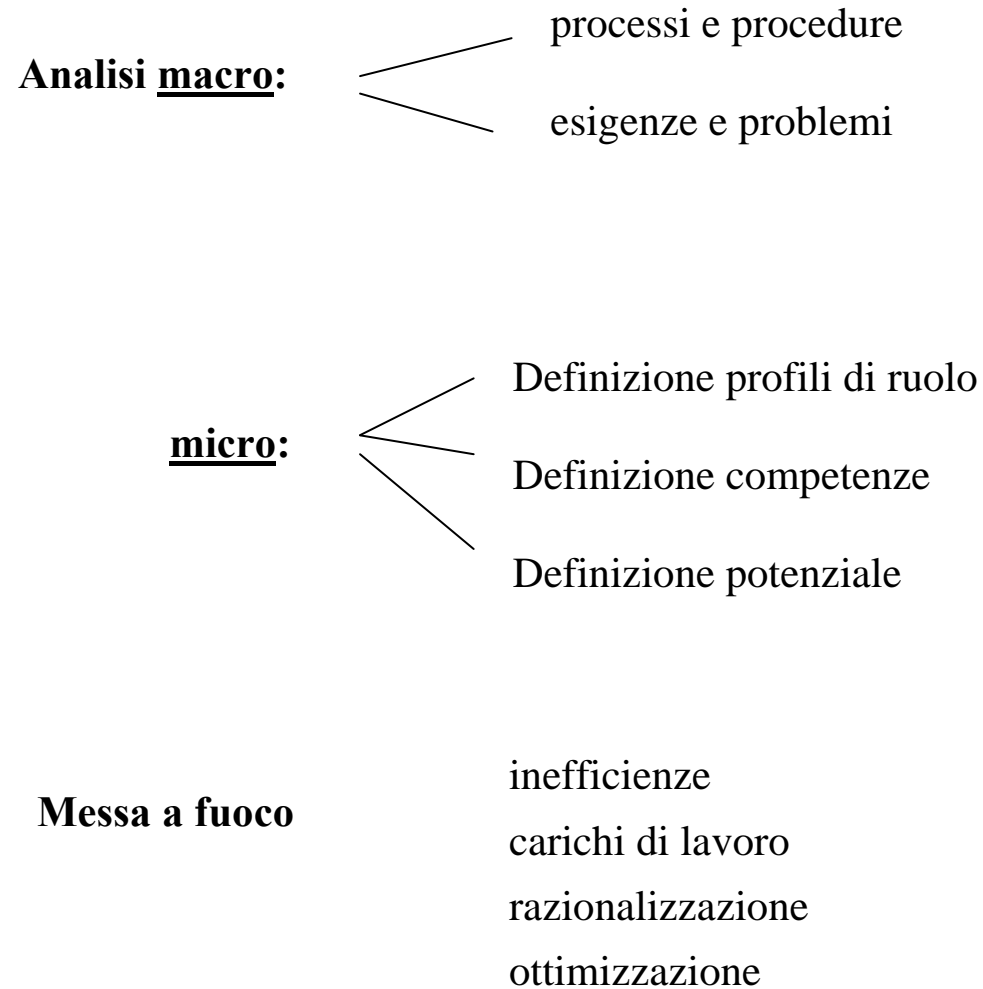 Analisi macro:
processi e procedure
esigenze e problemi
micro:
Definizione profili di ruolo
Definizione competenze
Definizione potenziale
Messa a fuoco
inefficienze
carichi di lavoro
razionalizzazione
ottimizzazione